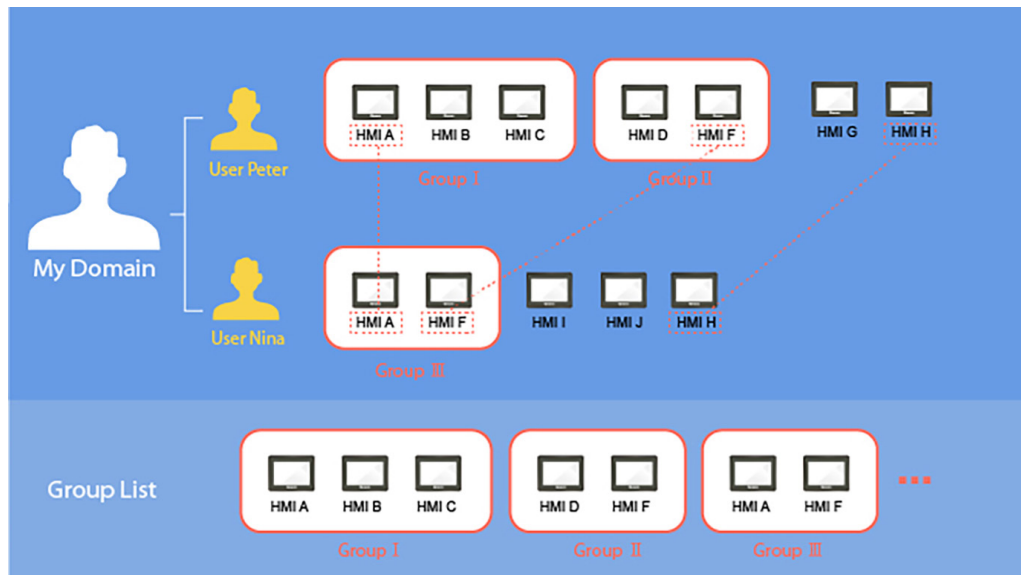 HMI A HMI B HMI C HMI D HMI F HMI G HMI H
User Peter
Group I Group II
My Domain
HMI A HMI F HMI I HMI J HMI H
User Nina
Group III
Group List
HMI A HMI B HMI C HMI D HMI F HMI A HMI F
Group I Group II Group III